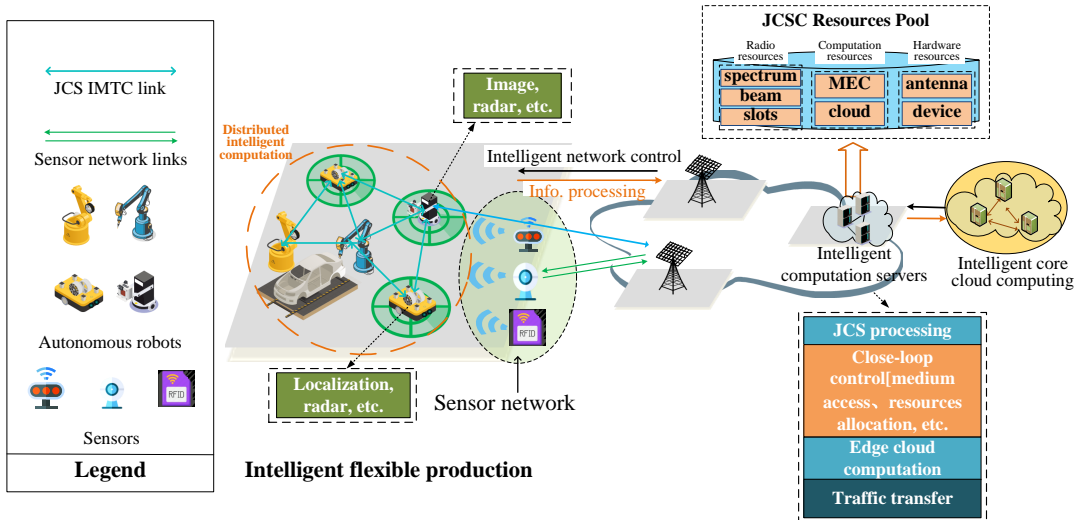 JCS IMTC link
Sensor network links
Autonomous robots
RFID
Sensors
Legend
Distributed
intelligent
computation
Image,
radar, etc.
Intelligent network control
Info. processing
RFID
Localization,
radar, etc.
Sensor network
Intelligent flexible production
JCSC Resources Pool
Radio
resources
Computation
resources
Hardware
resources
spectrum
beam
slots
MEC
cloud
antenna
device
Intelligent
computation
servers
Intelligent core
cloud computing
JCS processing
Close-loop
control[medium
access、resources
allocation, etc.
Edge cloud
computation
Traffic transfer